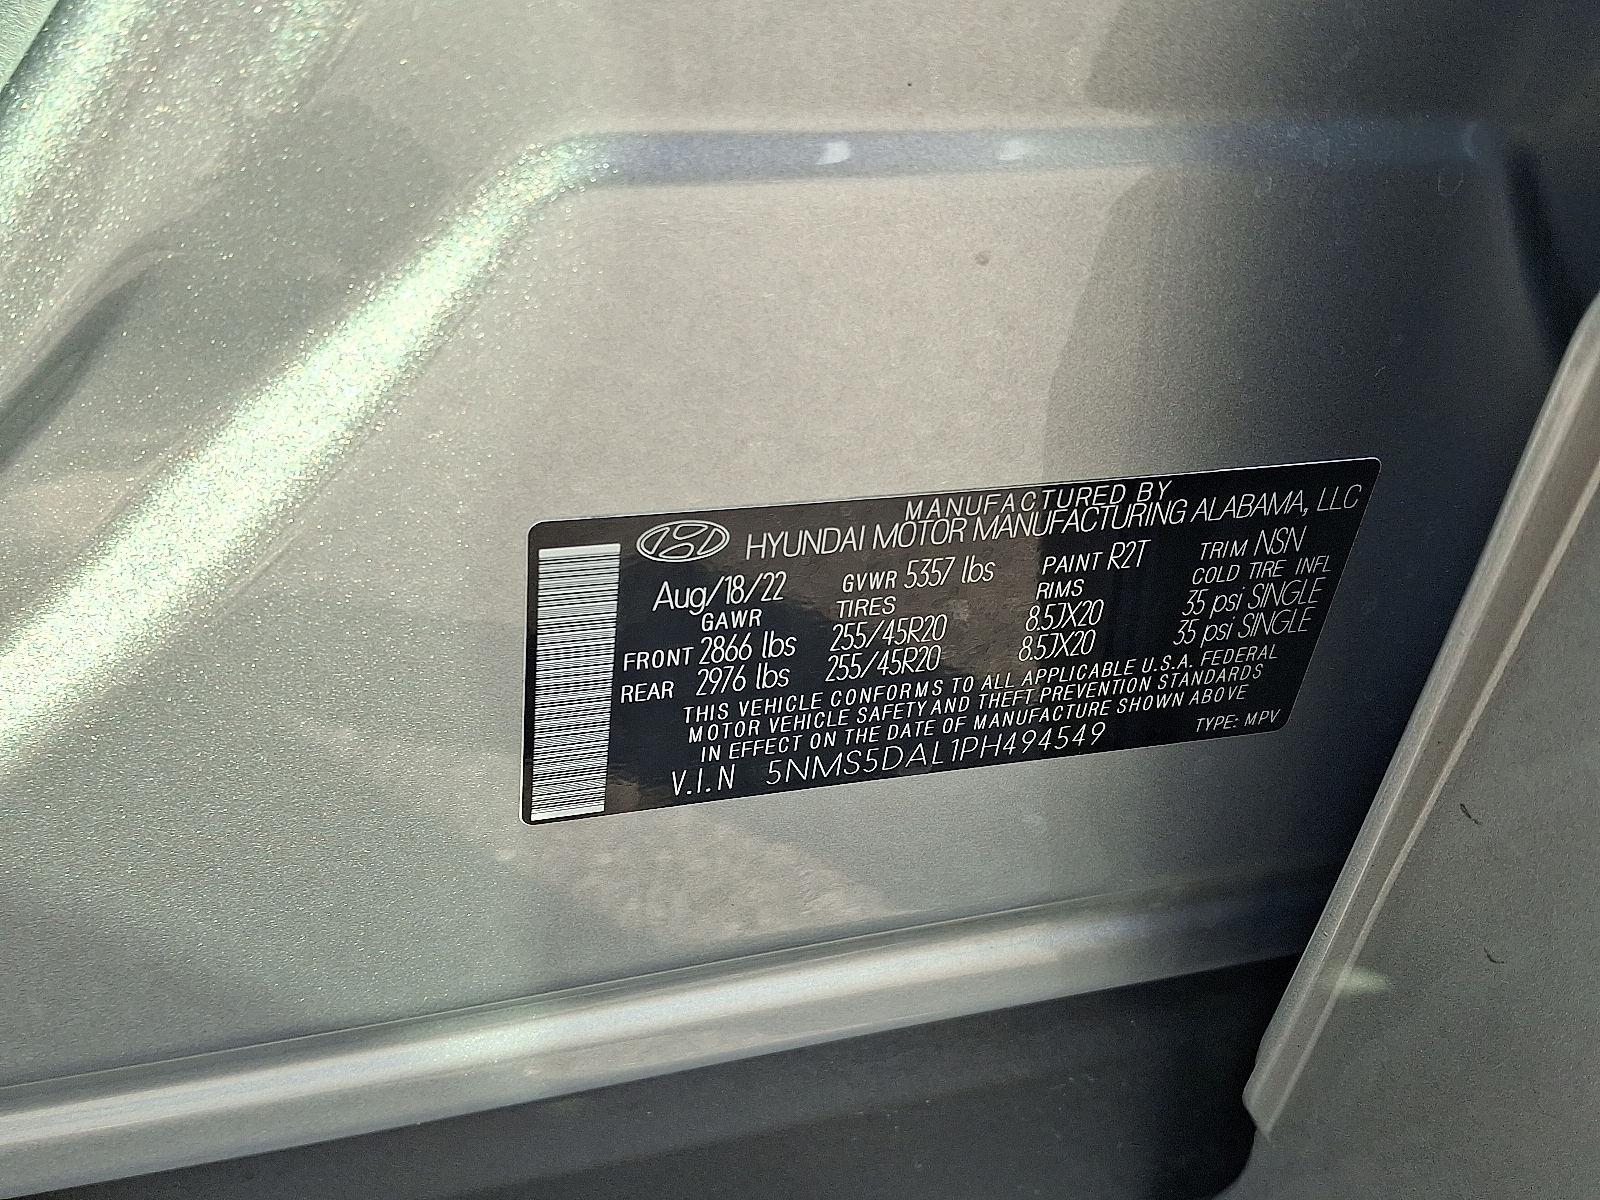 MANUFACTURED BY
HYUNDAI MOTOR MANUFACTURING ALABAMA, LLC
Aug/18/22 GVWR 5357 lbs PAINT R2T TRIM NSN
GAWR TIRES RIMS COLD TIRE INFL
FRONT 2866 lbs 255/45R20 8.5JX20 35 psi SINGLE
REAR 2976 lbs 255/45R20 8.5JX20 35 psi SINGLE
THIS VEHICLE CONFORMS TO ALL APPLICABLE U.S.A. FEDERAL
MOTOR VEHICLE SAFETY AND THEFT PREVENTION STANDARDS
IN EFFECT ON THE DATE OF MANUFACTURE SHOWN ABOVE
V.I.N 5NMS5DAL1PH494549 TYPE: MPV